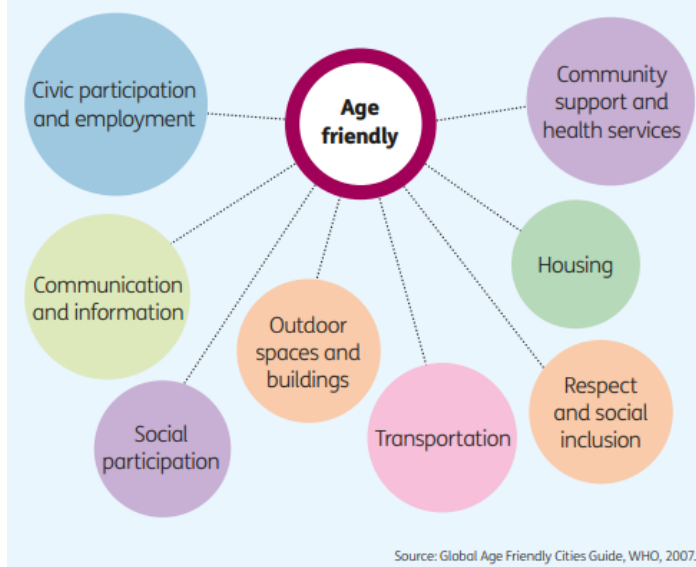 Civic participation
and employment
Age
friendly
Community
support and
health services
Communication
and information
Housing
Outdoor
spaces and
buildings
Social
participation
Transportation
Respect
and social
inclusion
Source: Global Age Friendly Cities Guide, WHO, 2007.